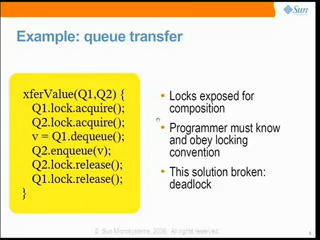 Sun
Example: queue transfer
xferValue(Q1,Q2) {
Q1.lock.acquire();
Q2.lock.acquire();
v = Q1.dequeue();
Q2.enqueue(v);
Q2.lock.release();
Q1.lock.release();
}
• Locks exposed for
composition
• Programmer must know
and obey locking
convention
• This solution broken:
deadlock
© Sun Microsystems, 2008. All rights reserved.